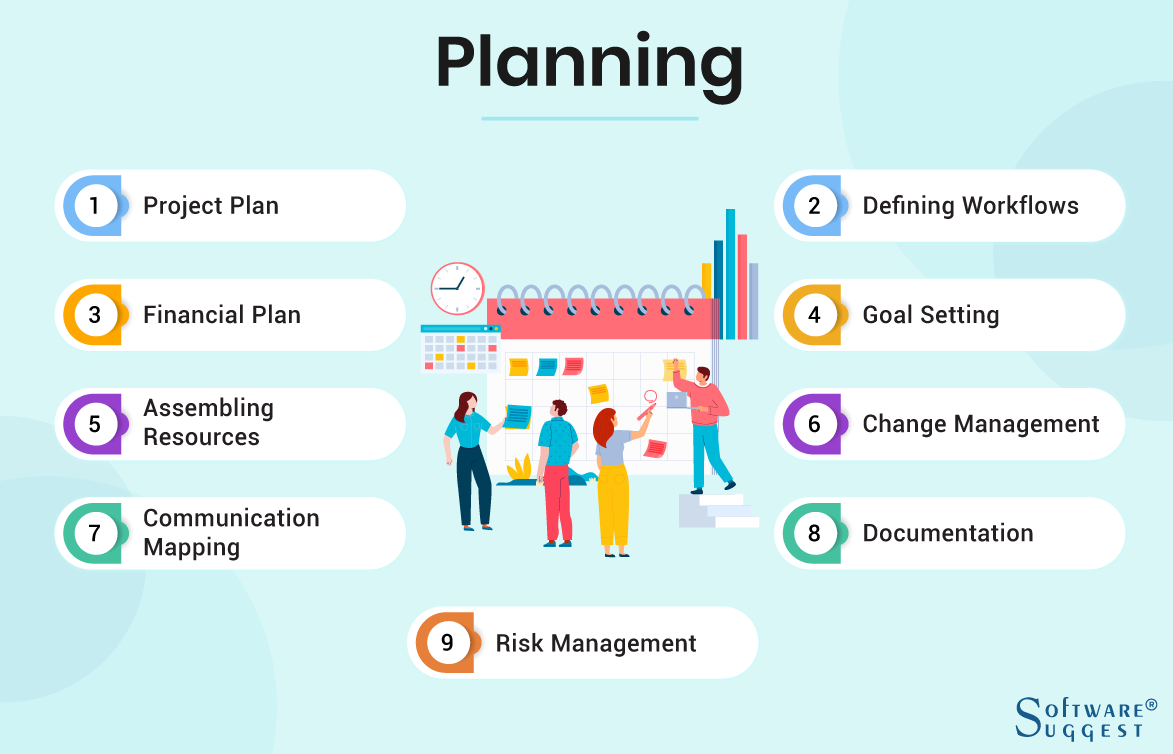 Planning
1
Project Plan
2
Defining Workflows
3
Financial Plan
4
Goal Setting
5
Assembling
Resources
6
Change Management
7
Communication
Mapping
8
Documentation
9
Risk Management
SOFTWARE®
SUGGEST